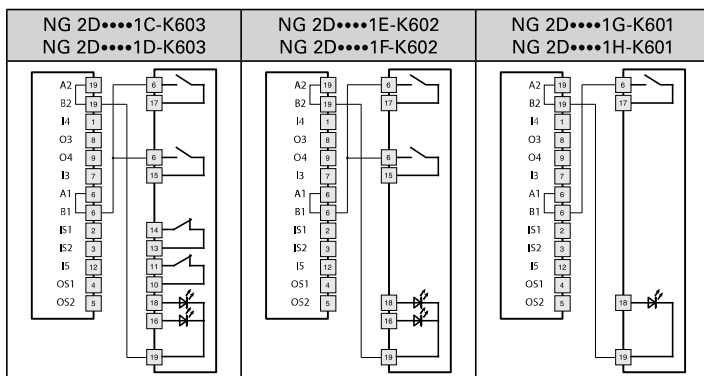 NG 2D••••1C-K603
NG 2D••••1D-K603
NG 2D••••1E-K602
NG 2D••••1F-K602
NG 2D••••1G-K601
NG 2D••••1H-K601
A2 19 6
B2 19 17
I4 1
O3 8
O4 9 6
I3 7 15
A1 6
B1 6
IS1 2 14
IS2 3 13
I5 12 11
OS1 4 10
OS2 5 18
16
19
A2 19 6
B2 19 17
I4 1
O3 8
O4 9 6
I3 7 15
A1 6
B1 6
IS1 2
IS2 3
I5 12
OS1 4
OS2 5 18
16
19
A2 19 6
B2 19 17
I4 1
O3 8
O4 9
I3 7
A1 6
B1 6
IS1 2
IS2 3
I5 12
OS1 4
OS2 5 18
19